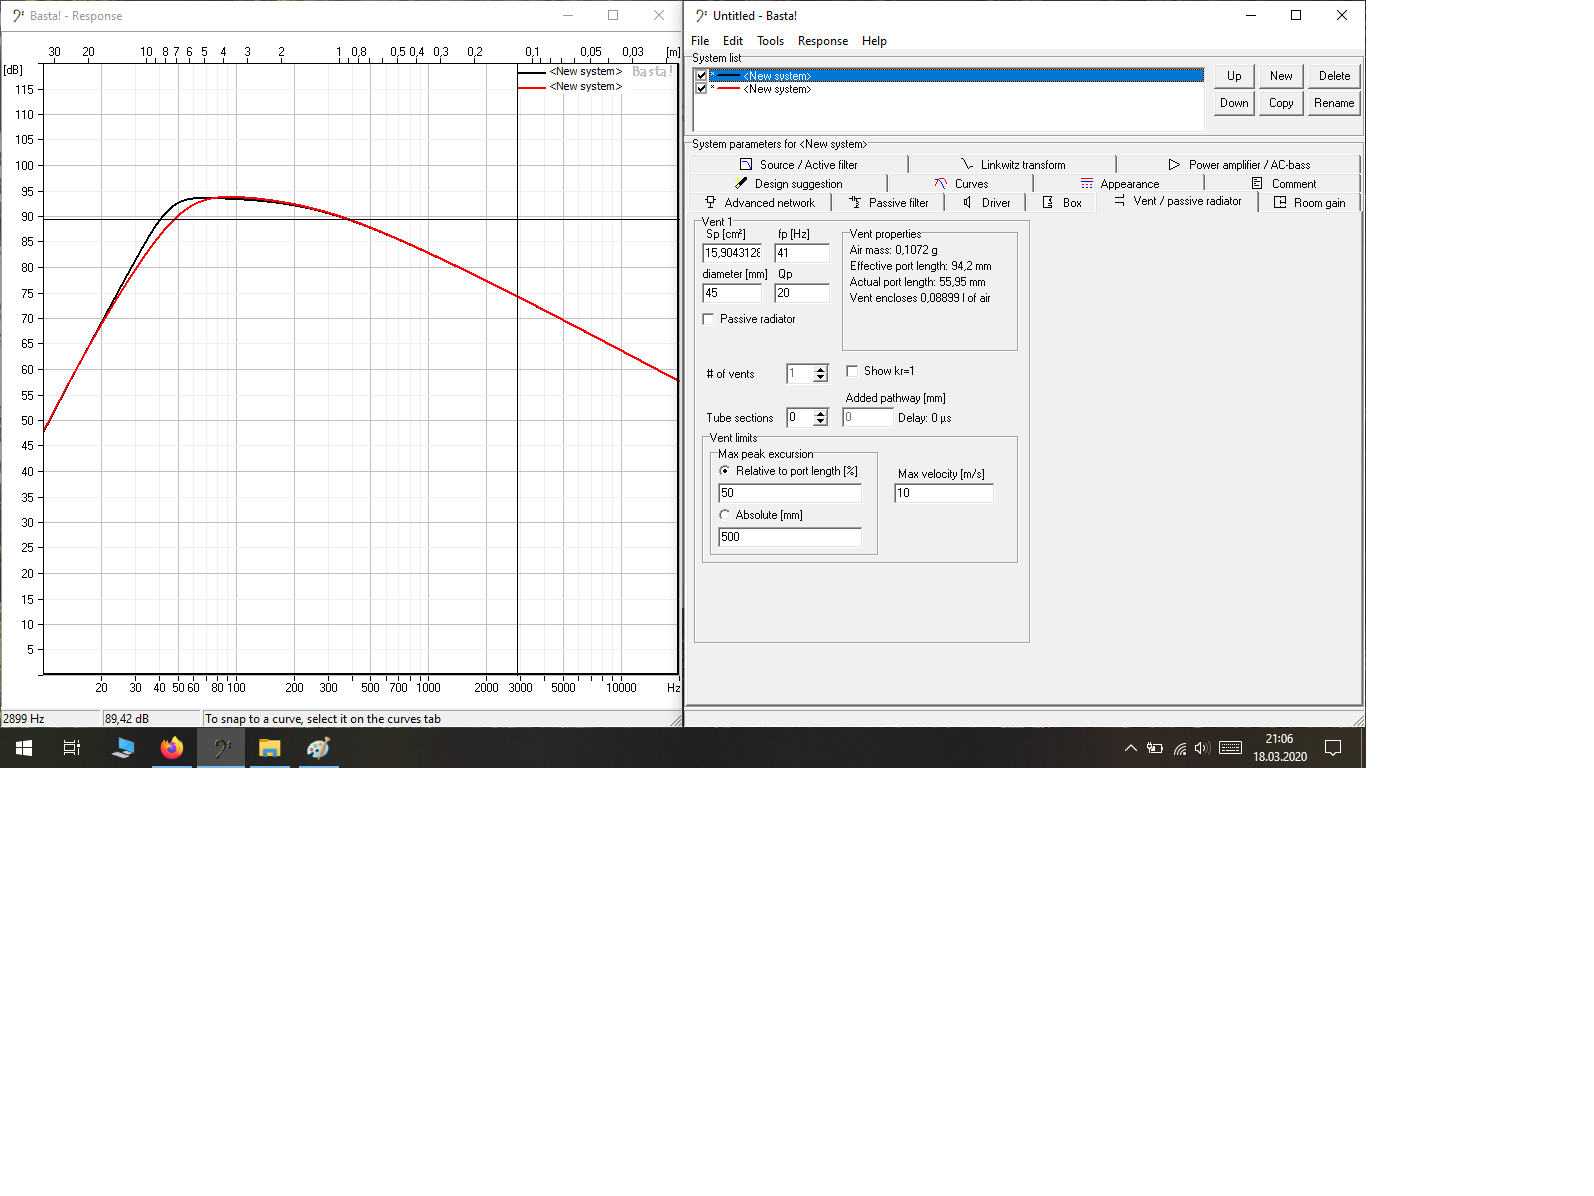 Basta! - Response
30 20 10 8 7 6 5 4 3 2 1 0,8 0,5 0,4 0,3 0,2 0,1 0,05 0,03 [m]
[dB]
<New system>
Basta!
<New system>
115
110
105
100
95
90
85
80
75
70
65
60
55
50
45
40
35
30
25
20
15
10
5
20 30 40 50 60 80 100 200 300 500 700 1000 2000 3000 5000 10000 Hz
2899 Hz 89,42 dB To snap to a curve, select it on the curves tab
Untitled - Basta!
File Edit Tools Response Help
System list
* <New system>
* <New system>
Up New Delete
Down Copy Rename
System parameters for <New system>
Source / Active filter Linkwitz transform Power amplifier / AC-bass
Design suggestion Curves Appearance Comment
Advanced network Passive filter Driver Box Vent / passive radiator Room gain
Vent 1
Sp [cm²] fp [Hz]
15,9043128 41
diameter [mm] Qp
45 20
Passive radiator
Vent properties
Air mass: 0,1072 g
Effective port length: 94,2 mm
Actual port length: 55,95 mm
Vent encloses 0,08899 l of air
# of vents 1 Show kr=1
Added pathway [mm]
Tube sections 0 0 Delay: 0 µs
Vent limits
Max peak excursion
Relative to port length [%]
50
Absolute [mm]
500
Max velocity [m/s]
10
21:06
18.03.2020